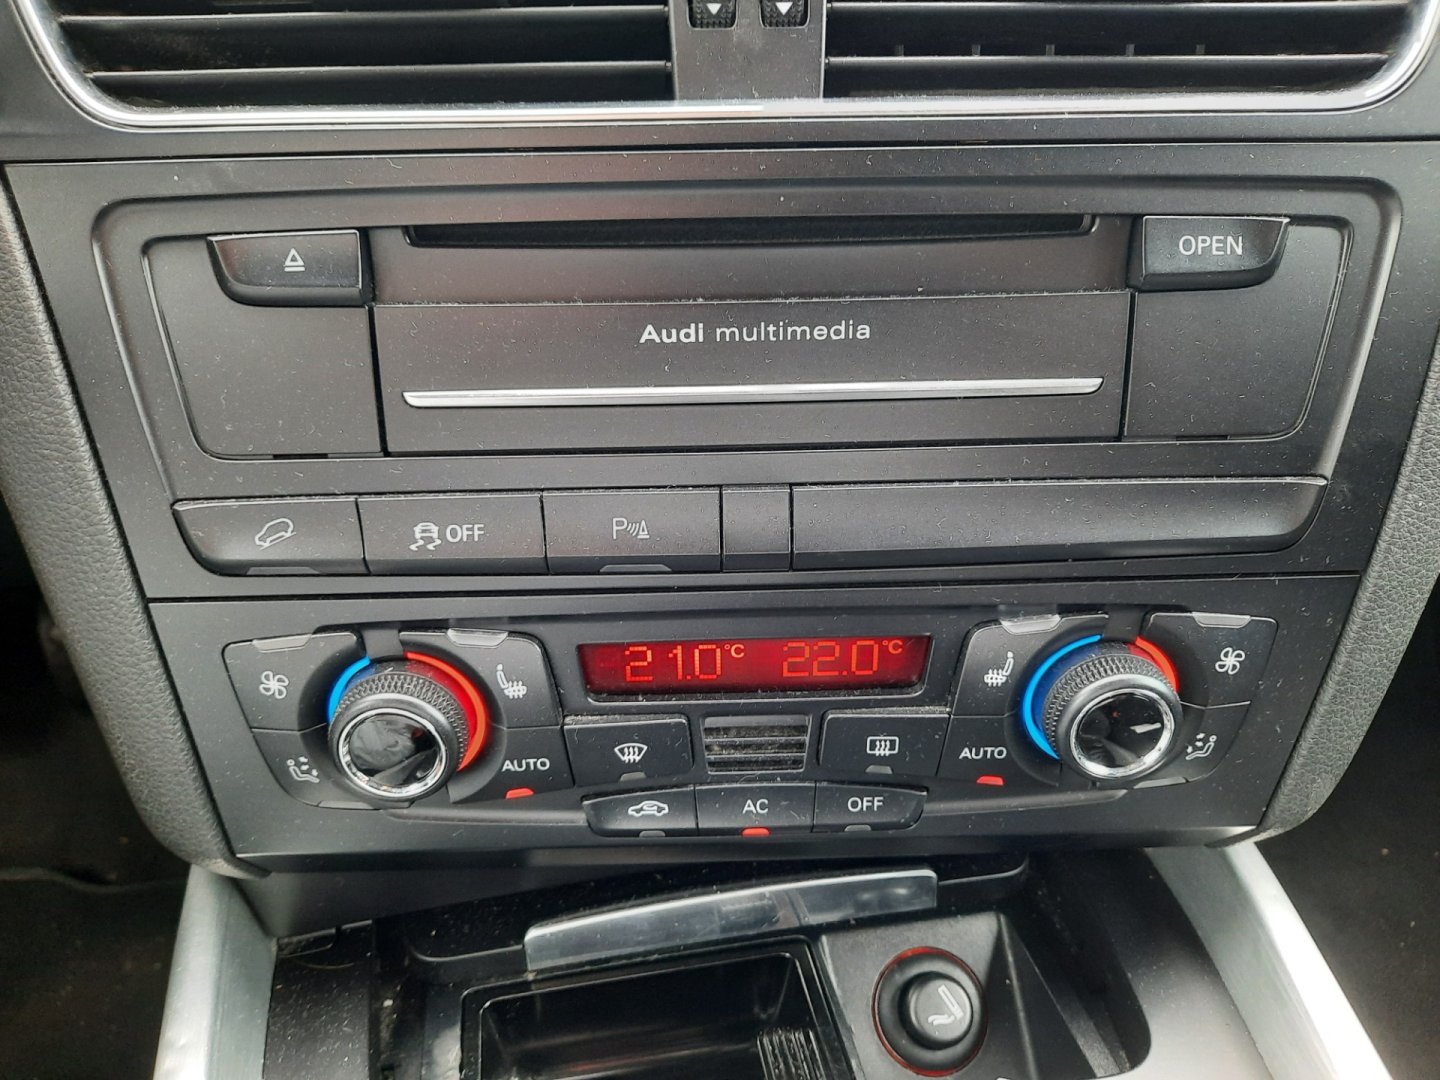 OPEN
Audi multimedia
OFF
P
21.0°C 22.0°C
AUTO
AUTO
AC
OFF